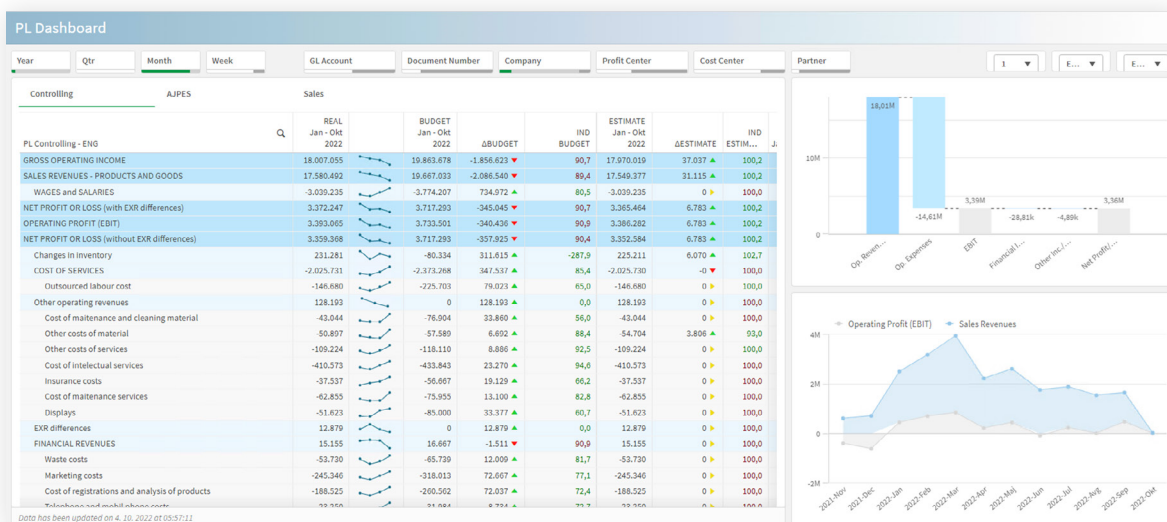 PL Dashboard
Year Qtr Month Week GL Account Document Number Company Profit Center Cost Center Partner 1 E... E...
Controlling AJPES Sales
PL Controlling - ENG REAL Jan - Okt 2022 BUDGET Jan - Okt 2022 ΔBUDGET IND BUDGET ESTIMATE Jan - Okt 2022 ΔESTIMATE IND ESTIM...
GROSS OPERATING INCOME 18.007.055 19.863.678 -1.856.623 90,7 17.970.019 37.037 100,2
SALES REVENUES - PRODUCTS AND GOODS 17.580.492 19.667.033 -2.086.540 89,4 17.549.377 31.115 100,2
WAGES and SALARIES -3.039.235 -3.774.207 734.972 80,5 -3.039.235 0 100,0
NET PROFIT OR LOSS (with EXR differences) 3.372.247 3.717.293 -345.045 90,7 3.365.464 6.783 100,2
OPERATING PROFIT (EBIT) 3.393.065 3.733.501 -340.436 90,9 3.386.282 6.783 100,2
NET PROFIT OR LOSS (without EXR differences) 3.359.368 3.717.293 -357.925 90,4 3.352.584 6.783 100,2
Changes in Inventory 231.281 -80.334 311.615 -287,9 225.211 6.070 102,7
COST OF SERVICES -2.025.731 -2.373.268 347.537 85,4 -2.025.730 -0 100,0
Outsourced labour cost -146.680 -225.703 79.023 65,0 -146.680 0 100,0
Other operating revenues 128.193 0 128.193 0,0 128.193 0 100,0
Cost of maitenance and cleaning material -43.044 -76.904 33.860 56,0 -43.044 0 100,0
Other costs of material -50.897 -57.589 6.692 88,4 -54.704 3.806 93,0
Other costs of services -109.224 -118.110 8.886 92,5 -109.224 0 100,0
Cost of intelectual services -410.573 -433.843 23.270 94,6 -410.573 0 100,0
Insurance costs -37.537 -56.667 19.129 66,2 -37.537 0 100,0
Cost of maitenance services -62.855 -75.955 13.100 82,8 -62.855 0 100,0
Displays -51.623 -85.000 33.377 60,7 -51.623 0 100,0
EXR differences 12.879 0 12.879 0,0 12.879 0 100,0
FINANCIAL REVENUES 15.155 16.667 -1.511 90,9 15.155 0 100,0
Waste costs -53.730 -65.739 12.009 81,7 -53.730 0 100,0
Marketing costs -245.346 -318.013 72.667 77,1 -245.346 0 100,0
Cost of registrations and analysis of products -188.525 -260.562 72.037 72,4 -188.525 0 100,0
Data has been updated on 4. 10. 2022 at 05:57:11
18,01M
10M
-14,61M 3,39M -28,81k -4,89k 3,36M
0
Op. Reven... Op. Expenses EBIT Financial I... Other Inc./... Net Profit/...
Operating Profit (EBIT) Sales Revenues
4M
2M
0
-2M
2021-Nov 2021-Dec 2022-Jan 2022-Feb 2022-Mar 2022-Apr 2022-Maj 2022-Jun 2022-Jul 2022-Avg 2022-Sep 2022-Okt